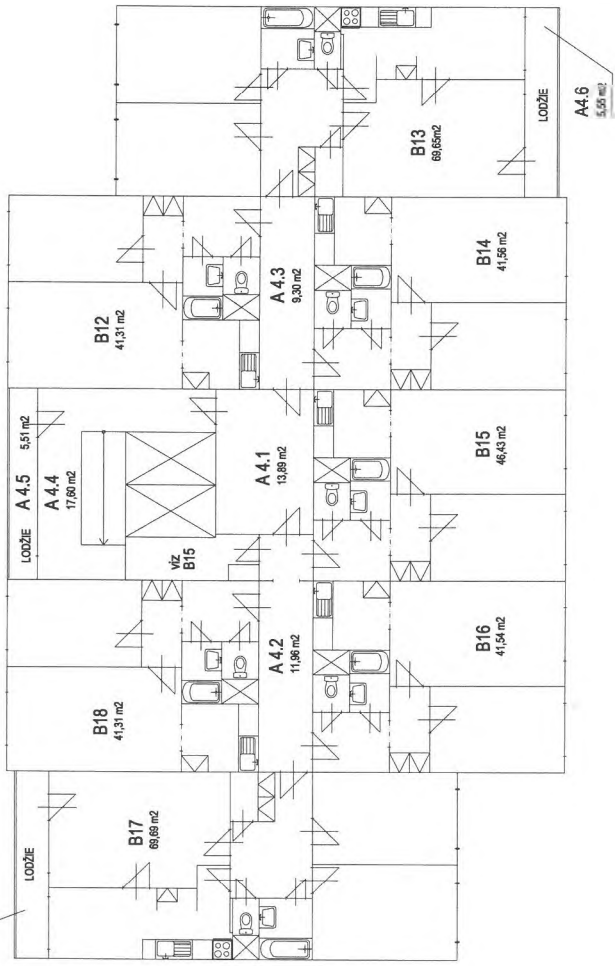 LODŽIE
A4.6
5,55 m2
B13
69,65m2
B12
41,31 m2
A 4.3
9,30 m2
B14
41,56 m2
LODŽIE
A 4.5
5,51 m2
A 4.4
17,60 m2
A 4.1
13,89 m2
B15
46,43 m2
víz
B15
B18
41,31 m2
A 4.2
11,96 m2
B16
41,54 m2
LODŽIE
B17
69,69 m2